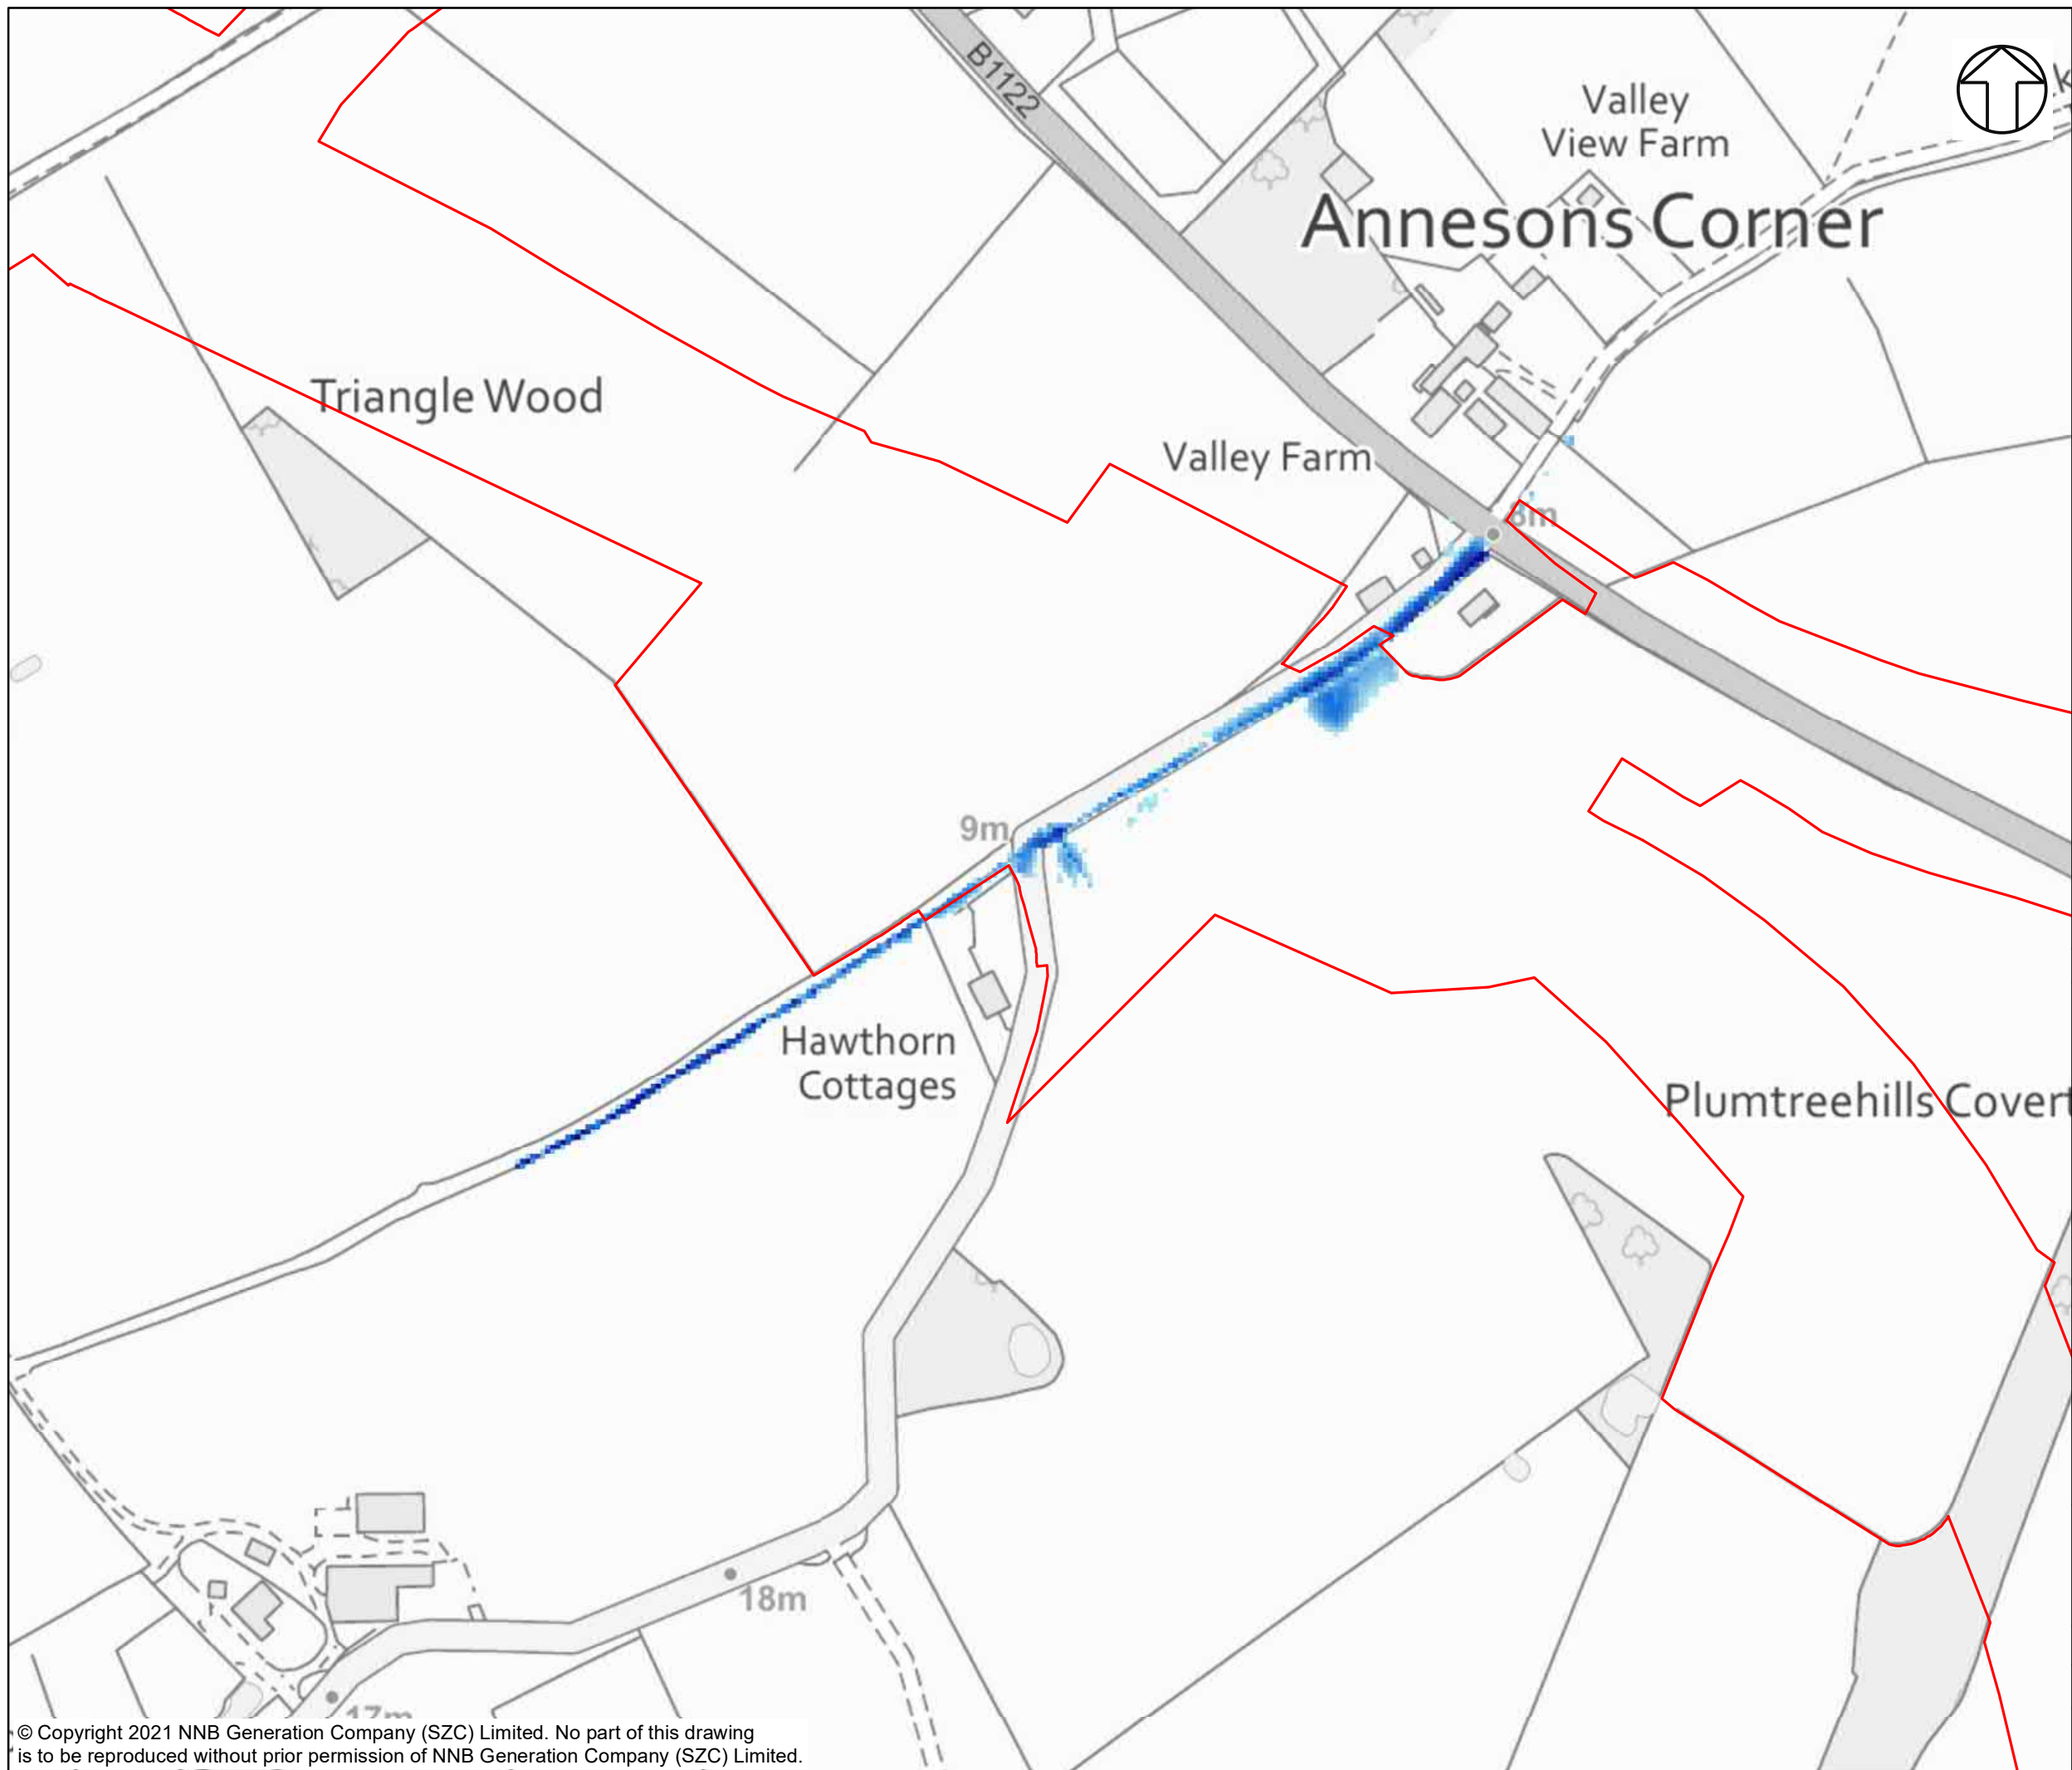 B1122
Valley
View Farm
Annesons Corner
Triangle Wood
Valley Farm
8m
9m
Hawthorn
Cottages
Plumtreehills Covert
18m
17m
© Copyright 2021 NNB Generation Company (SZC) Limited. No part of this drawing
is to be reproduced without prior permission of NNB Generation Company (SZC) Limited.